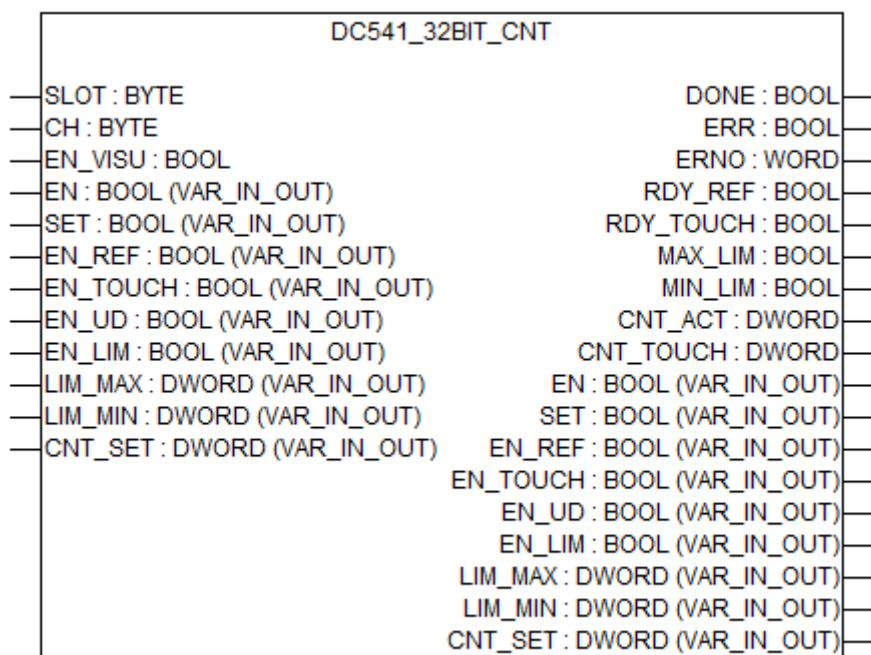 DC541_32BIT_CNT
SLOT : BYTE DONE : BOOL
CH : BYTE ERR : BOOL
EN_VISU : BOOL ERNO : WORD
EN : BOOL (VAR_IN_OUT) RDY_REF : BOOL
SET : BOOL (VAR_IN_OUT) RDY_TOUCH : BOOL
EN_REF : BOOL (VAR_IN_OUT) MAX_LIM : BOOL
EN_TOUCH : BOOL (VAR_IN_OUT) MIN_LIM : BOOL
EN_UD : BOOL (VAR_IN_OUT) CNT_ACT : DWORD
EN_LIM : BOOL (VAR_IN_OUT) CNT_TOUCH : DWORD
LIM_MAX : DWORD (VAR_IN_OUT) EN : BOOL (VAR_IN_OUT)
LIM_MIN : DWORD (VAR_IN_OUT) SET : BOOL (VAR_IN_OUT)
CNT_SET : DWORD (VAR_IN_OUT) EN_REF : BOOL (VAR_IN_OUT)
EN_TOUCH : BOOL (VAR_IN_OUT)
EN_UD : BOOL (VAR_IN_OUT)
EN_LIM : BOOL (VAR_IN_OUT)
LIM_MAX : DWORD (VAR_IN_OUT)
LIM_MIN : DWORD (VAR_IN_OUT)
CNT_SET : DWORD (VAR_IN_OUT)